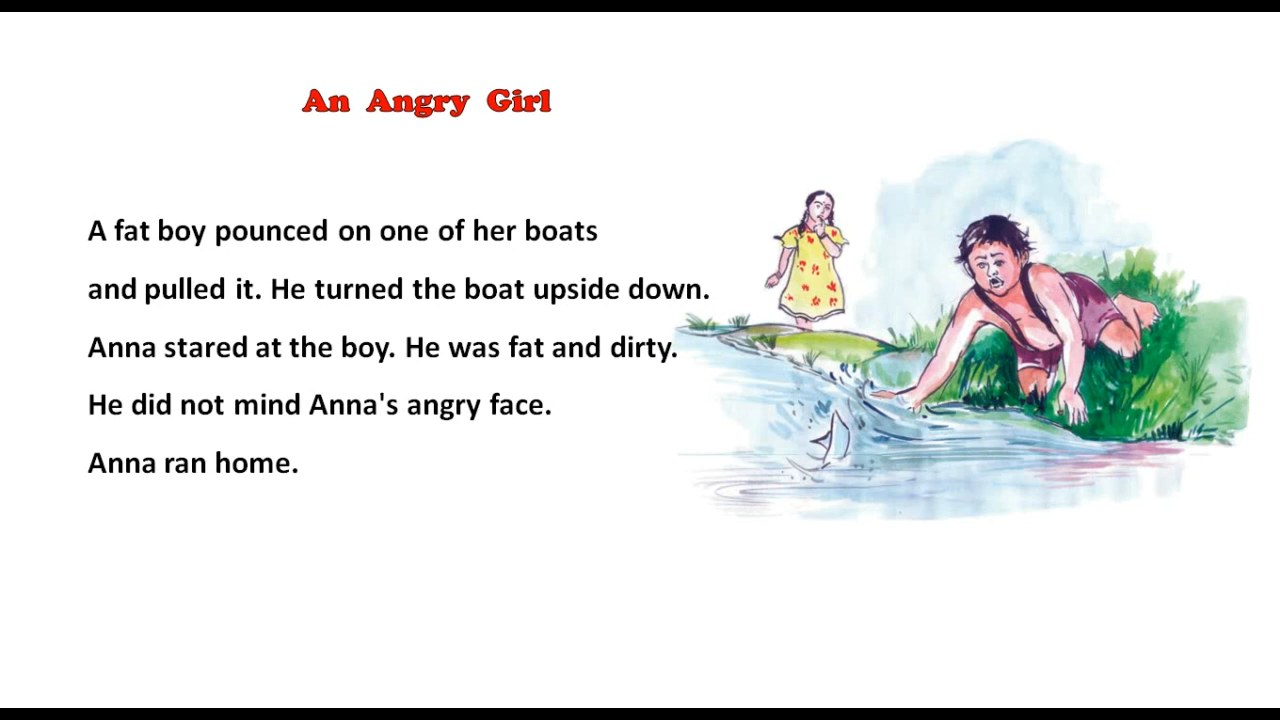 An Angry Girl
A fat boy pounced on one of her boats
and pulled it. He turned the boat upside down.
Anna stared at the boy. He was fat and dirty.
He did not mind Anna's angry face.
Anna ran home.